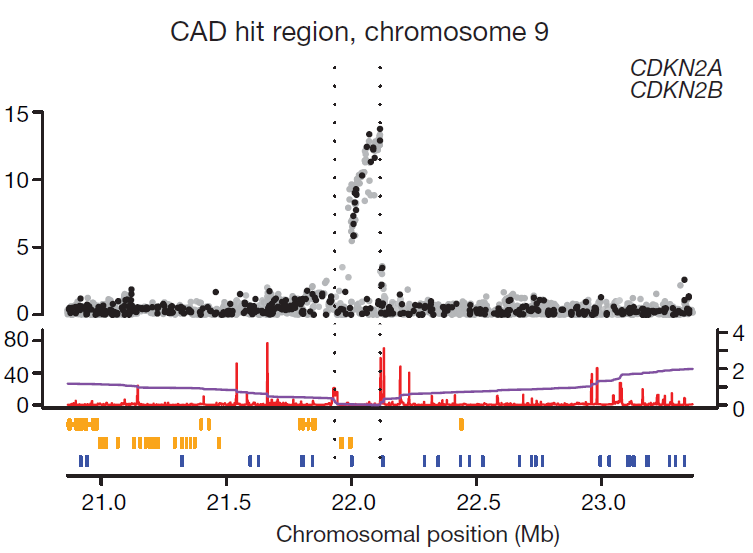 CAD hit region, chromosome 9
CDKN2A
CDKN2B
15
10
5
0
80
40
0
4
2
0
21.0 21.5 22.0 22.5 23.0
Chromosomal position (Mb)